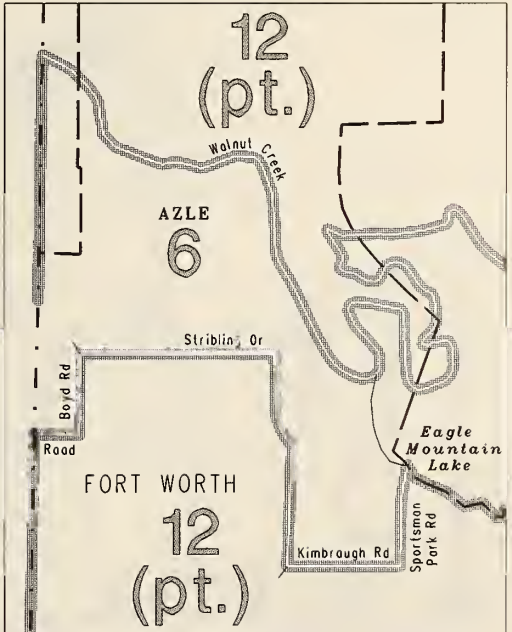 12
(pt.)
Walnut Creek
AZLE
6
Striblin Dr
Boyd Rd
Road
Eagle
Mountain
Lake
FORT WORTH
12
(pt.)
Kimbrough Rd
Sportsman
Park Rd